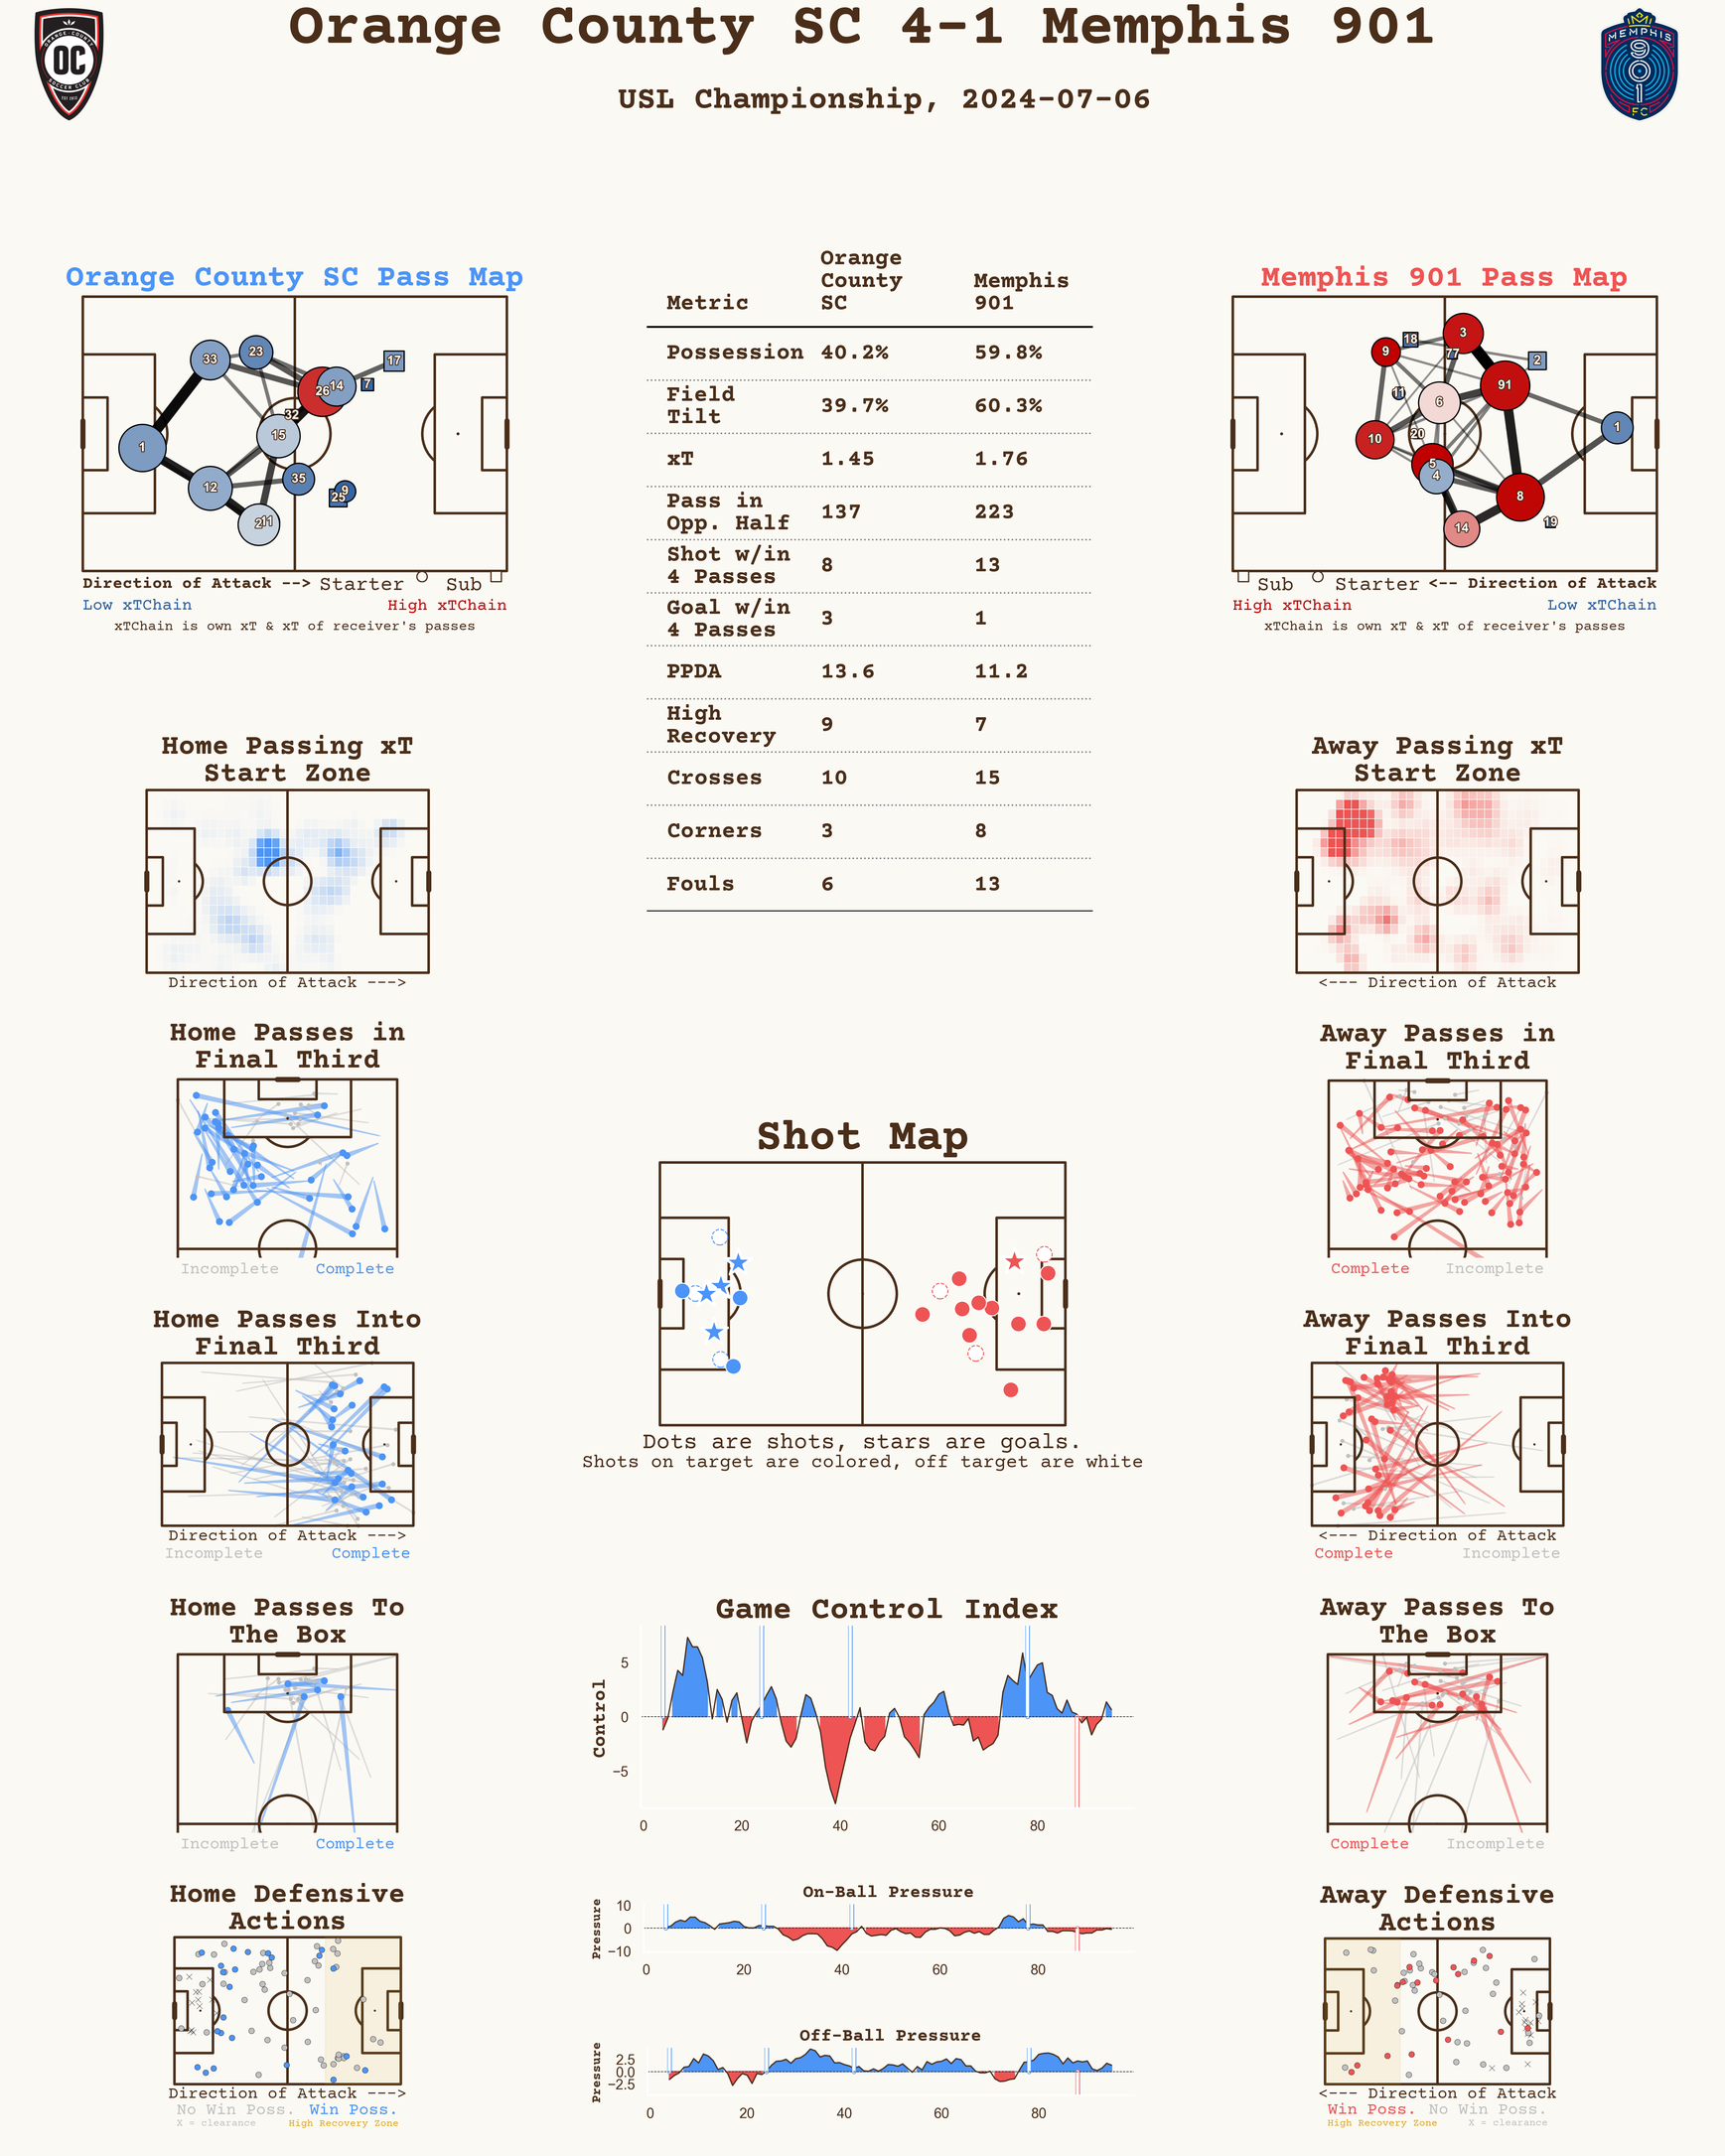 Orange County SC 4-1 Memphis 901
USL Championship, 2024-07-06
ORANGE COUNTY
OC
SOCCER CLUB
MEMPHIS
901
FC
Orange County SC Pass Map
33
23
26
14
17
7
32
15
1
12
35
25
9
2
11
Direction of Attack --> Starter Sub
Low xTChain High xTChain
xTChain is own xT & xT of receiver's passes
Metric Orange County SC Memphis 901
Possession 40.2% 59.8%
Field Tilt 39.7% 60.3%
xT 1.45 1.76
Pass in Opp. Half 137 223
Shot w/in 4 Passes 8 13
Goal w/in 4 Passes 3 1
PPDA 13.6 11.2
High Recovery 9 7
Crosses 10 15
Corners 3 8
Fouls 6 13
Memphis 901 Pass Map
3
18
9
77
2
91
11
6
1
10
20
5
4
8
14
19
Sub Starter <-- Direction of Attack
High xTChain Low xTChain
xTChain is own xT & xT of receiver's passes
Home Passing xT
Start Zone
Direction of Attack --->
Away Passing xT
Start Zone
<--- Direction of Attack
Home Passes in
Final Third
Incomplete Complete
Away Passes in
Final Third
Complete Incomplete
Shot Map
Dots are shots, stars are goals.
Shots on target are colored, off target are white
Home Passes Into
Final Third
Direction of Attack --->
Incomplete Complete
Away Passes Into
Final Third
<--- Direction of Attack
Complete Incomplete
Home Passes To
The Box
Incomplete Complete
Game Control Index
Control
5
0
−5
0 20 40 60 80
Away Passes To
The Box
Complete Incomplete
Home Defensive
Actions
Direction of Attack --->
No Win Poss. Win Poss.
X = clearance High Recovery Zone
On-Ball Pressure
Pressure
10
0
−10
0 20 40 60 80
Off-Ball Pressure
Pressure
2.5
0.0
−2.5
0 20 40 60 80
Away Defensive
Actions
<--- Direction of Attack
Win Poss. No Win Poss.
High Recovery Zone X = clearance